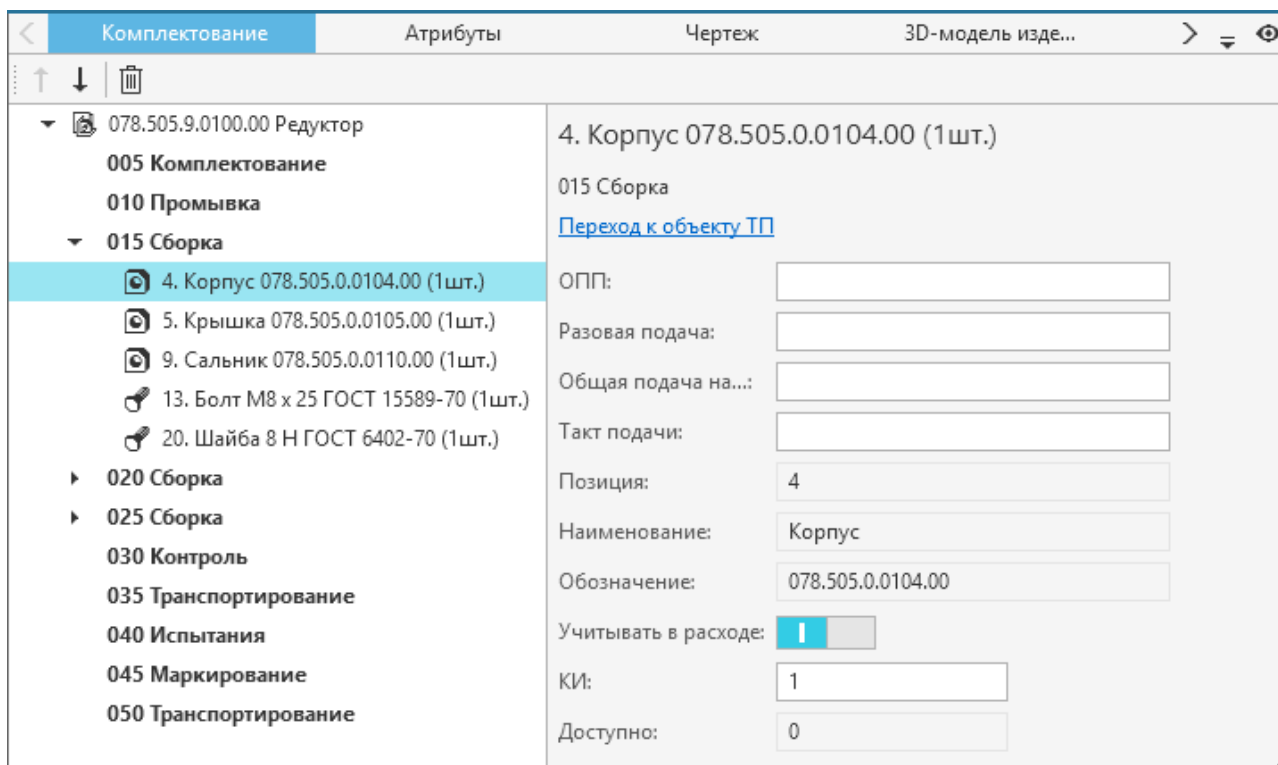 Комплектование Атрибуты Чертеж 3D-модель изде...
078.505.9.0100.00 Редуктор
005 Комплектование
010 Промывка
015 Сборка
4. Корпус 078.505.0.0104.00 (1шт.)
5. Крышка 078.505.0.0105.00 (1шт.)
9. Сальник 078.505.0.0110.00 (1шт.)
13. Болт M8 x 25 ГОСТ 15589-70 (1шт.)
20. Шайба 8 Н ГОСТ 6402-70 (1шт.)
020 Сборка
025 Сборка
030 Контроль
035 Транспортирование
040 Испытания
045 Маркирование
050 Транспортирование
4. Корпус 078.505.0.0104.00 (1шт.)
015 Сборка
Переход к объекту ТП
ОПП:
Разовая подача:
Общая подача на...:
Такт подачи:
Позиция: 4
Наименование: Корпус
Обозначение: 078.505.0.0104.00
Учитывать в расходе:
КИ: 1
Доступно: 0